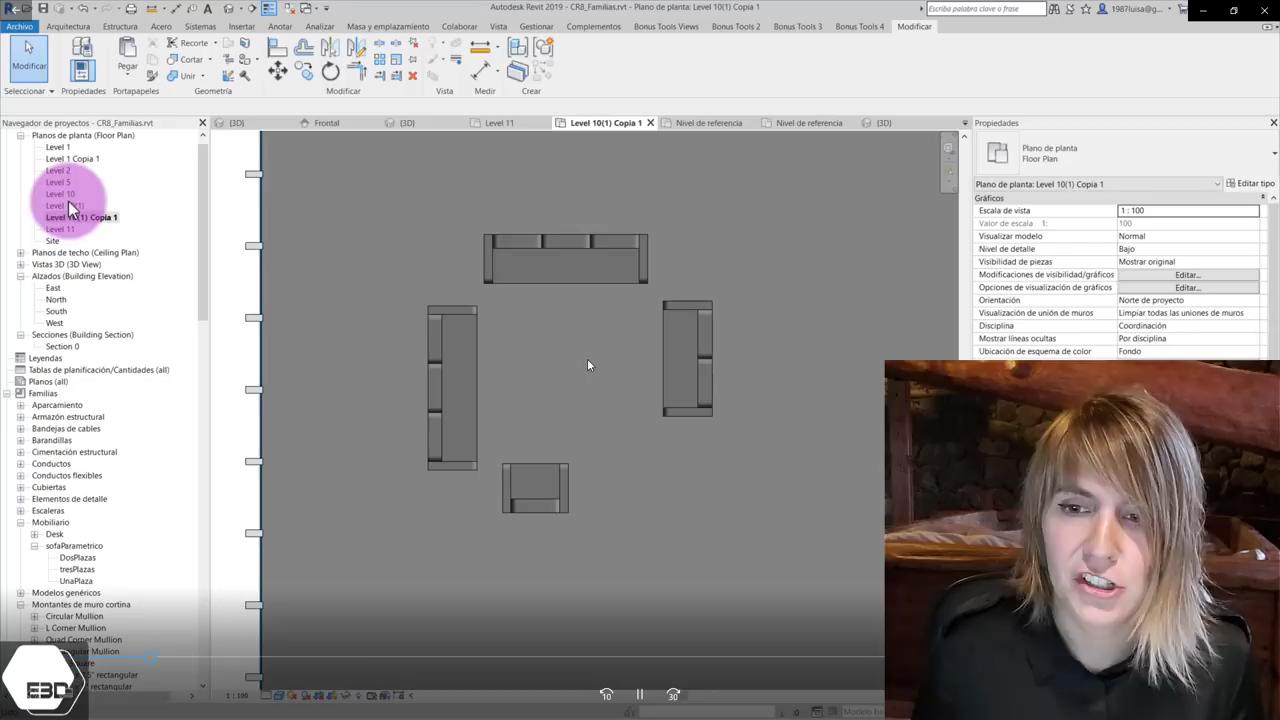 Autodesk Revit 2019 - CR8_Familias.rvt - Plano de planta: Level 10(1) Copia 1
Escriba palabra clave o frase
1987luisa@g...
Archivo Arquitectura Estructura Acero Sistemas Insertar Anotar Analizar Masa y emplazamiento Colaborar Vista Gestionar Complementos Bonus Tools Views Bonus Tools 2 Bonus Tools 3 Bonus Tools 4 Modificar
Recorte
Cortar
Unir
Modificar
Pegar
Seleccionar Propiedades Portapapeles Geometría Modificar Vista Medir Crear
Navegador de proyectos - CR8_Familias.rvt
{3D} Frontal {3D} Level 11 Level 10(1) Copia 1 Nivel de referencia Nivel de referencia {3D}
Planos de planta (Floor Plan)
Level 1
Level 1 Copia 1
Level 2
Level 5
Level 10
Level 10(1) Copia 1
Level 11
Site
Planos de techo (Ceiling Plan)
Vistas 3D (3D View)
Alzados (Building Elevation)
East
North
South
West
Secciones (Building Section)
Section 0
Leyendas
Tablas de planificación/Cantidades (all)
Planos (all)
Familias
Aparcamiento
Armazón estructural
Bandejas de cables
Barandillas
Cimentación estructural
Conductos
Conductos flexibles
Cubiertas
Elementos de detalle
Escaleras
Mobiliario
Desk
sofaParametrico
DosPlazas
tresPlazas
UnaPlaza
Modelos genéricos
Montantes de muro cortina
Circular Mullion
L Corner Mullion
Quad Corner Mullion
rectangular
E3D
1 : 100
10
30
Propiedades
Plano de planta
Floor Plan
Plano de planta: Level 10(1) Copia 1
Editar tipo
Gráficos
Escala de vista 1 : 100
Valor de escala 1: 100
Visualizar modelo Normal
Nivel de detalle Bajo
Visibilidad de piezas Mostrar original
Modificaciones de visibilidad/gráficos Editar...
Opciones de visualización de gráficos Editar...
Orientación Norte de proyecto
Visualización de unión de muros Limpiar todas las uniones de muros
Disciplina Coordinación
Mostrar líneas ocultas Por disciplina
Ubicación de esquema de color Fondo